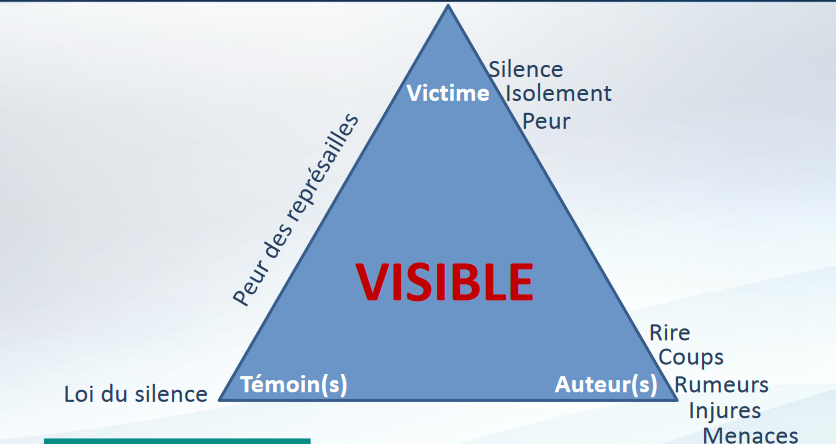 Silence
Victime
Isolement
Peur
Peur des représailles
VISIBLE
Rire
Coups
Loi du silence
Témoin(s)
Auteur(s)
Rumeurs
Injures
Menaces